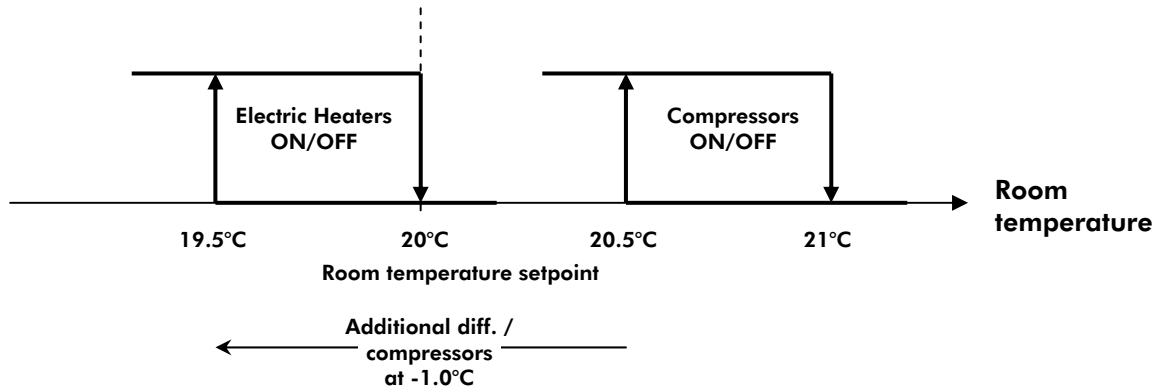 Electric Heaters
ON/OFF
Compressors
ON/OFF
Room
temperature
19.5°C
20°C
20.5°C
21°C
Room temperature setpoint
Additional diff. /
compressors
at -1.0°C